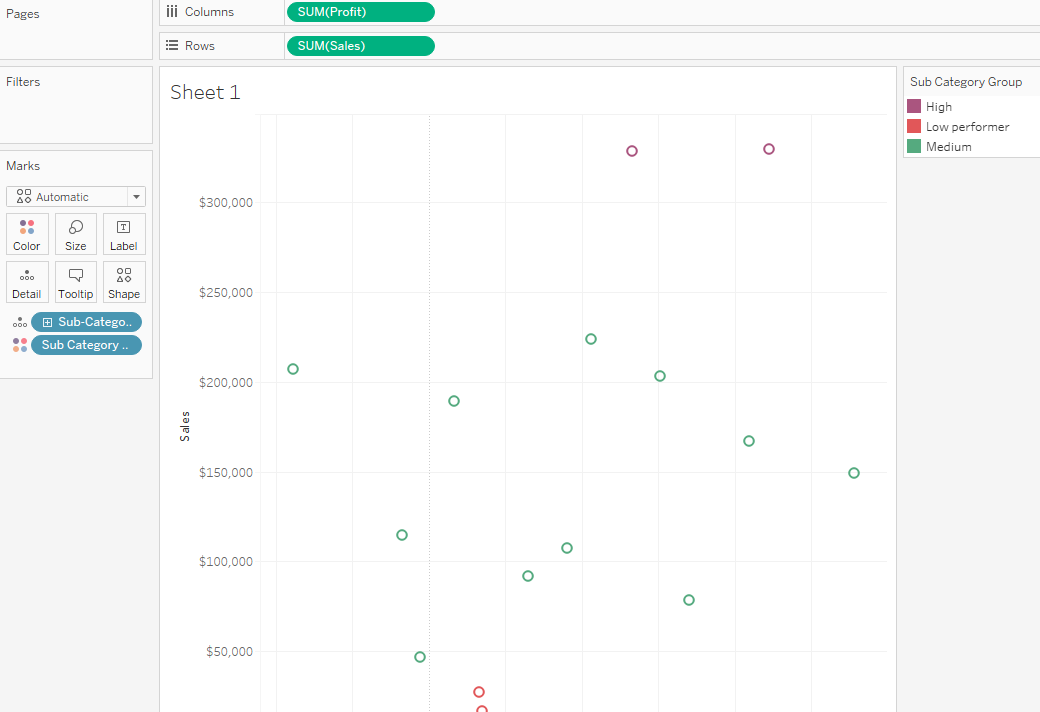 Pages
Columns
SUM(Profit)
Rows
SUM(Sales)
Filters
Marks
Automatic
Color
Size
Label
Detail
Tooltip
Shape
Sub-Catego..
Sub Category ..
Sheet 1
Sales
$300,000
$250,000
$200,000
$150,000
$100,000
$50,000
Sub Category Group
High
Low performer
Medium